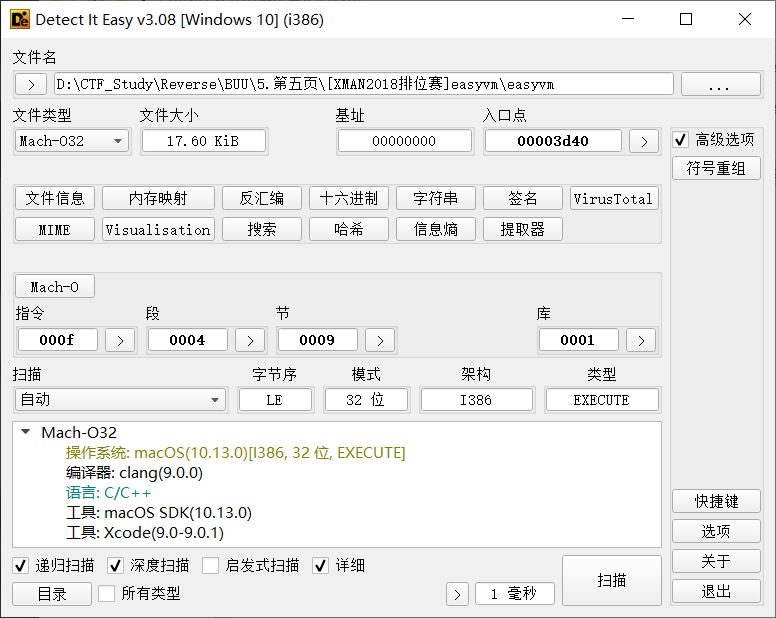 Detect It Easy v3.08 [Windows 10] (i386)
文件名
> D:\CTF_Study\Reverse\BUU\5.第五页\[XMAN2018排位赛]easyvm\easyvm ...
文件类型 文件大小 基址 入口点
Mach-O32 17.60 KiB 00000000 00003d40 > 高级选项
符号重组
文件信息 内存映射 反汇编 十六进制 字符串 签名 VirusTotal
MIME Visualisation 搜索 哈希 信息熵 提取器
Mach-O
指令 段 节 库
000f > 0004 > 0009 > 0001 >
扫描 字节序 模式 架构 类型
自动 LE 32 位 I386 EXECUTE
Mach-O32
操作系统: macOS(10.13.0)[I386, 32 位, EXECUTE]
编译器: clang(9.0.0)
语言: C/C++
工具: macOS SDK(10.13.0)
工具: Xcode(9.0-9.0.1)
快捷键
选项
关于
退出
递归扫描 深度扫描 启发式扫描 详细
目录 所有类型 > 1 毫秒 扫描